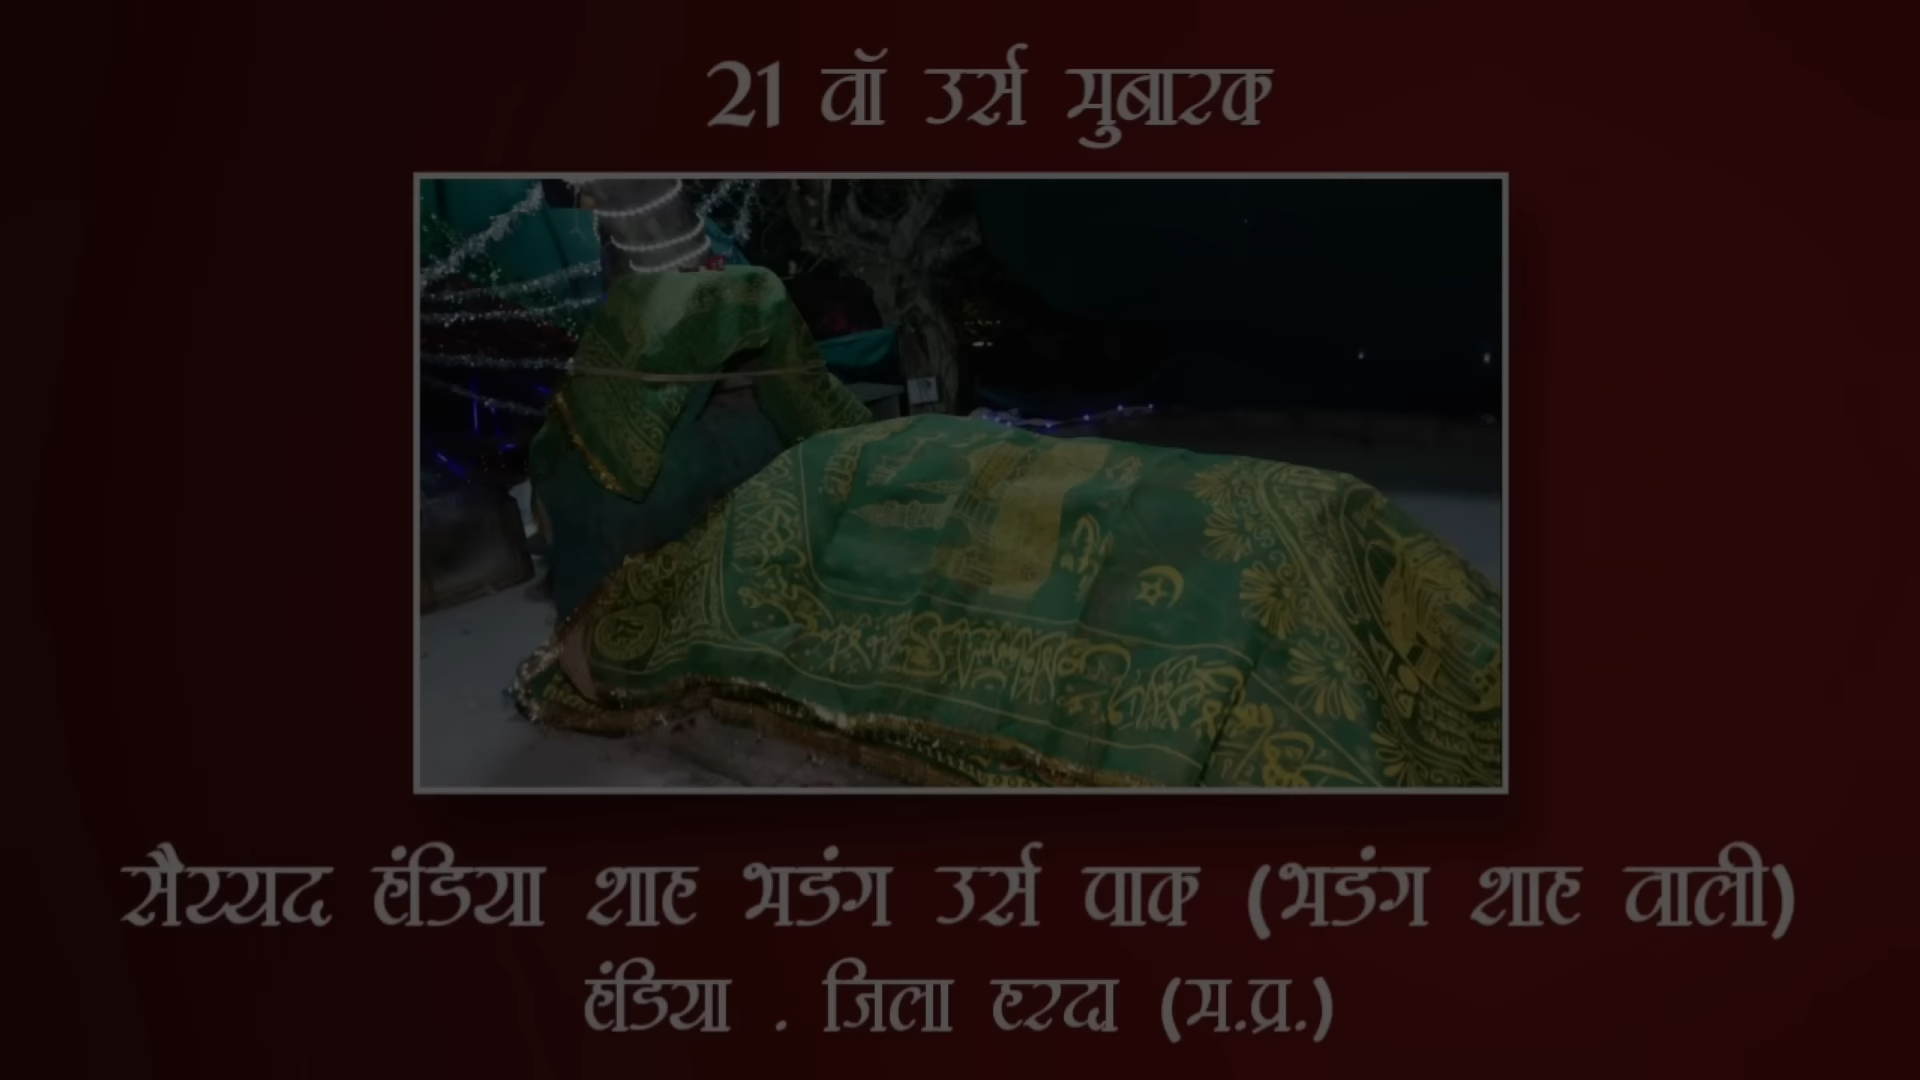 21 वॉ उर्स मुबारक
सैय्यद हंडिया शाह भडंग उर्स पाक (भडंग शाह वाली)
हंडिया . जिला हरदा (म.प्र.)